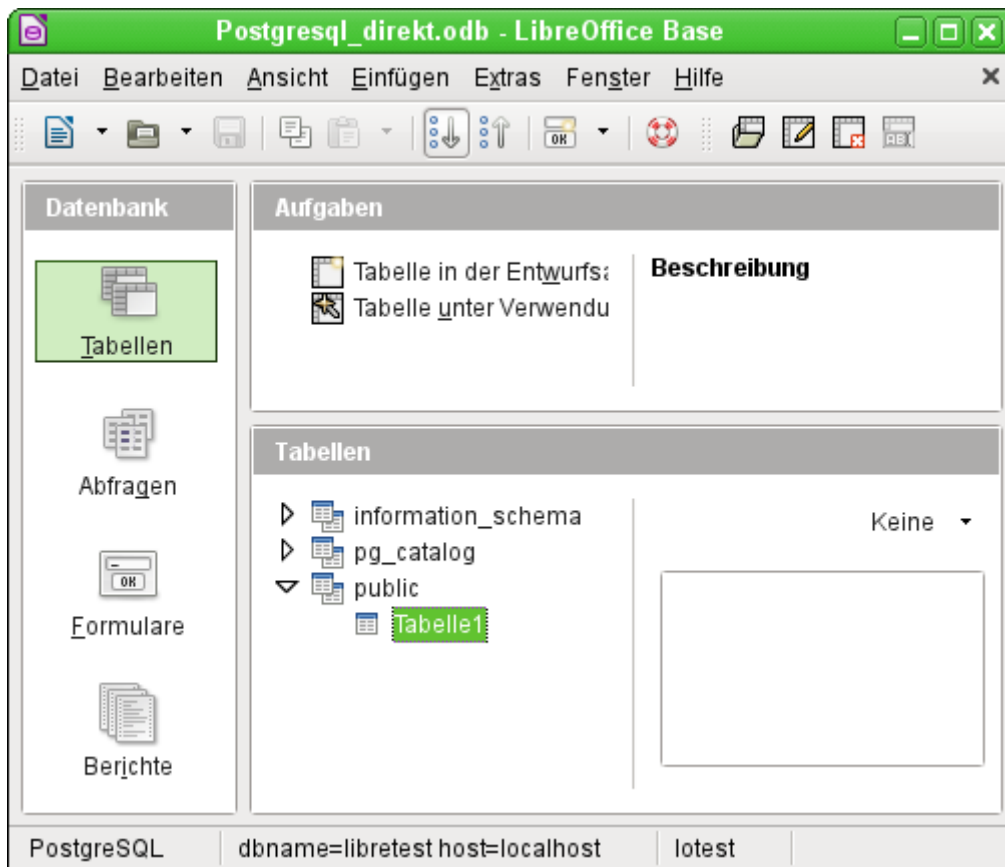 Postgresql_direkt.odb - LibreOffice Base
Datei Bearbeiten Ansicht Einfügen Extras Fenster Hilfe
Datenbank
Tabellen
Abfragen
Formulare
Berichte
Aufgaben
Tabelle in der Entwurfs
Tabelle unter Verwendu
Beschreibung
Tabellen
information_schema
pg_catalog
public
Tabelle1
Keine
PostgreSQL dbname=libretest host=localhost lotest